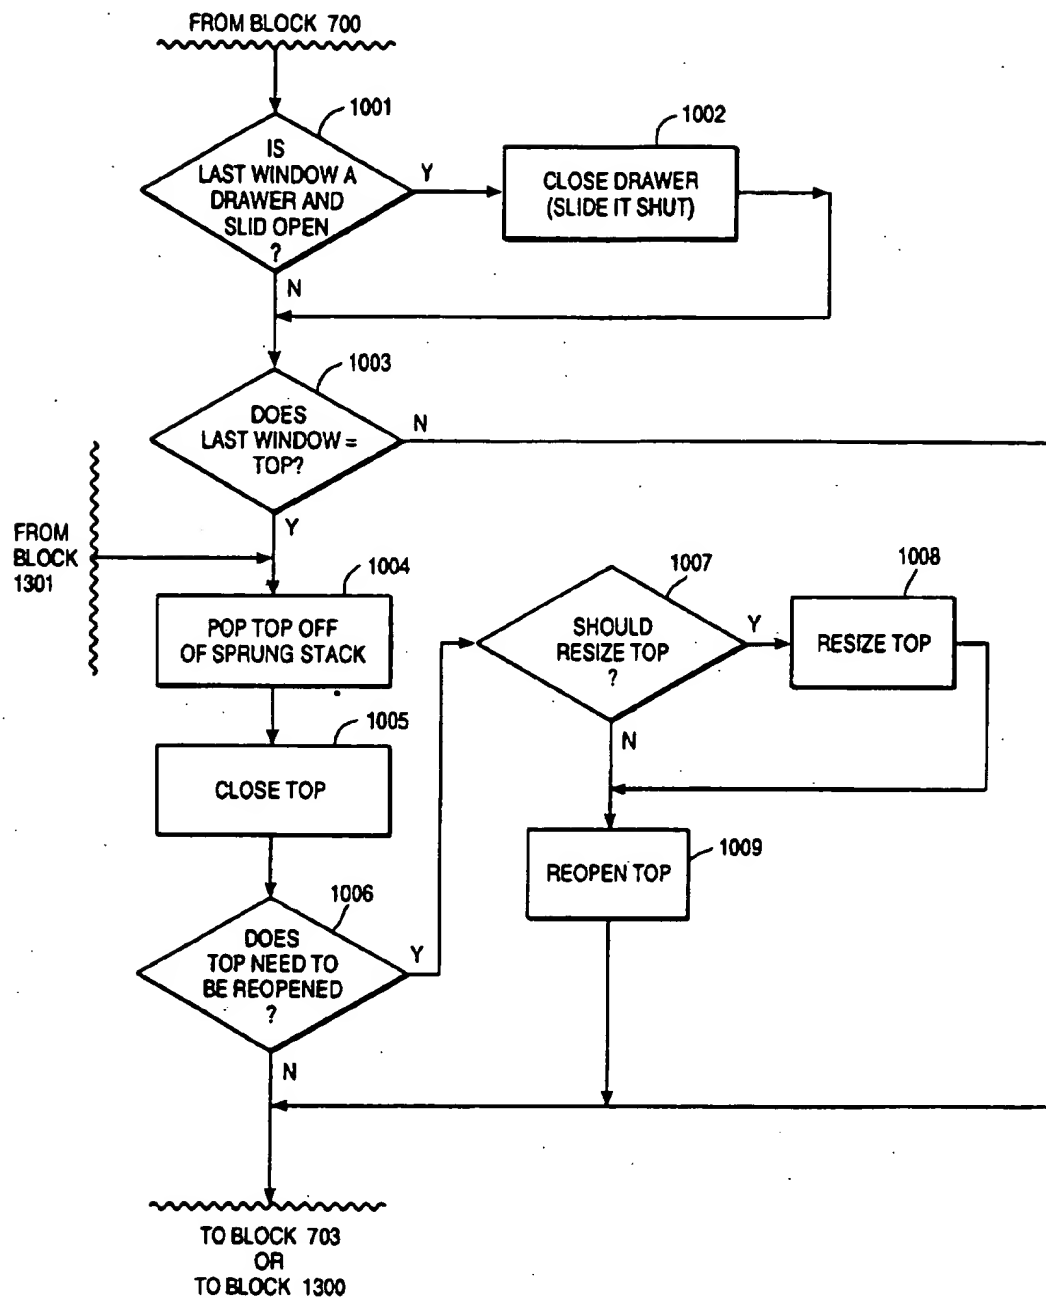 FROM BLOCK 700
1001
IS
LAST WINDOW A
DRAWER AND
SLID OPEN
?
Y
N
1002
CLOSE DRAWER
(SLIDE IT SHUT)
1003
DOES
LAST WINDOW =
TOP?
N
Y
FROM
BLOCK
1301
1004
POP TOP OFF
OF SPRUNG STACK
1005
CLOSE TOP
1006
DOES
TOP NEED TO
BE REOPENED
?
Y
N
1007
SHOULD
RESIZE TOP
?
Y
N
1008
RESIZE TOP
1009
REOPEN TOP
TO BLOCK 703
OR
TO BLOCK 1300